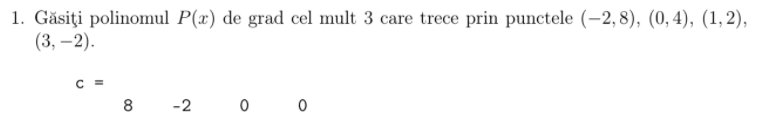 1. Găsiţi polinomul P(x) de grad cel mult 3 care trece prin punctele (−2, 8), (0, 4), (1, 2),
(3, −2).
c =
8 -2 0 0